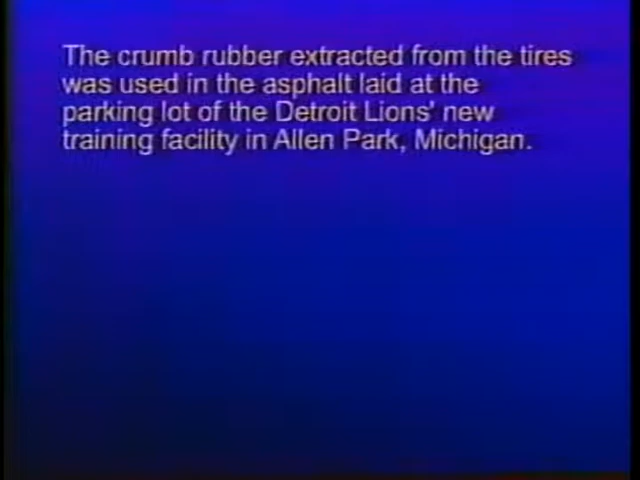 The crumb rubber extracted from the tires
was used in the asphalt laid at the
parking lot of the Detroit Lions' new
training facility in Allen Park, Michigan.